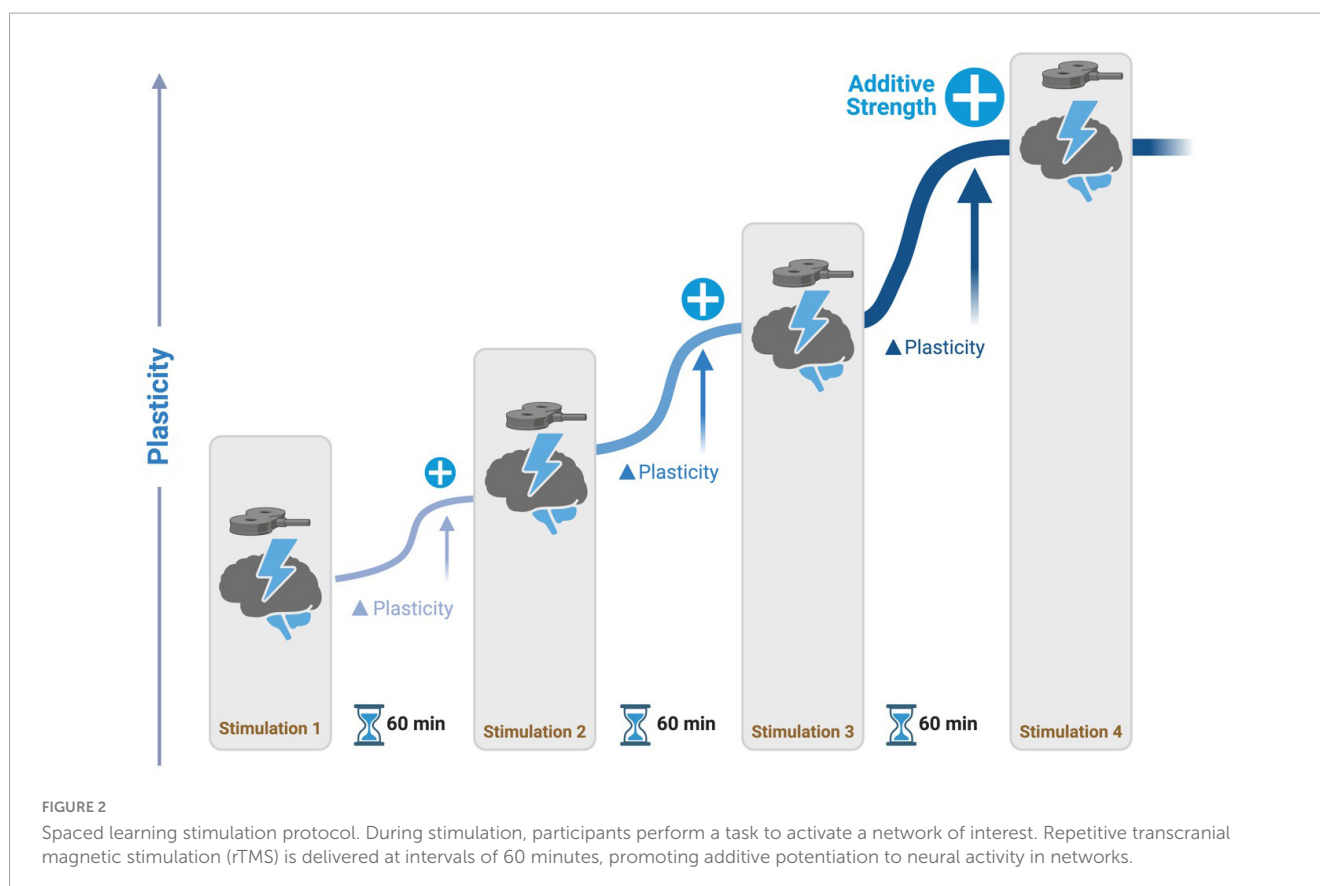 Additive
Strength
Plasticity
▲ Plasticity
▲ Plasticity
▲ Plasticity
Stimulation 1
60 min
Stimulation 2
60 min
Stimulation 3
60 min
Stimulation 4
FIGURE 2
Spaced learning stimulation protocol. During stimulation, participants perform a task to activate a network of interest. Repetitive transcranial
magnetic stimulation (rTMS) is delivered at intervals of 60 minutes, promoting additive potentiation to neural activity in networks.